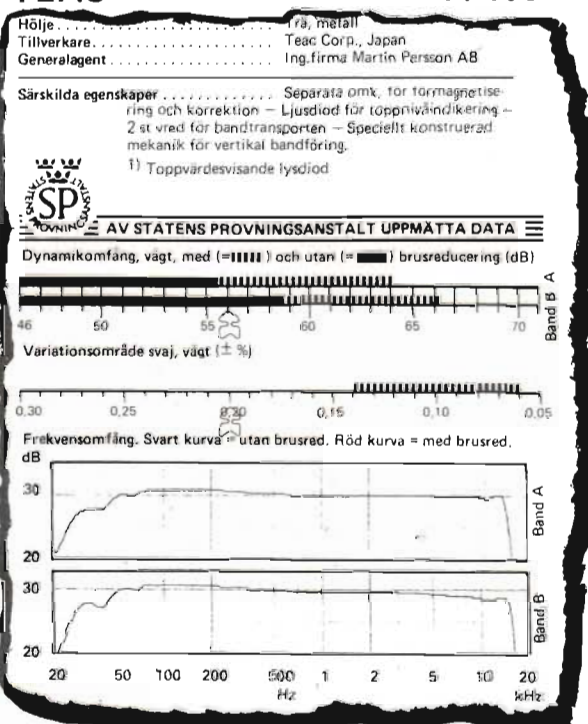 Hölje . . . . . . . . . . . . . . . . . . . . . . . . Trä, metall
Tillverkare . . . . . . . . . . . . . . . . . . . . Teac Corp., Japan
Generalagent . . . . . . . . . . . . . . . . . . Ing.firma Martin Persson AB
Särskilda egenskaper . . . . . . . . . . . . Separata omk. för förmagnetise-
ring och korrektion — Ljusdiod för toppnivåindikering —
2 st vred för bandtransporten — Speciellt konstruerad
mekanik för vertikal bandföring.
1) Toppvärdesvisande lysdiod
STATENS PROVNINGSANSTALT
SP
AV STATENS PROVNINGSANSTALT UPPMÄTTA DATA
Dynamikomfång, vägt, med (= ) och utan (= ) brusreducering (dB)
Band B A
46 50 55 60 65 70
Variationsområde svaj, vägt (± %)
0,30 0,25 0,20 0,15 0,10 0,05
Frekvensomfång. Svart kurva = utan brusred. Röd kurva = med brusred.
dB
30
20
Band A
30
20
Band B
20 50 100 200 500 1 2 5 10 20
Hz kHz